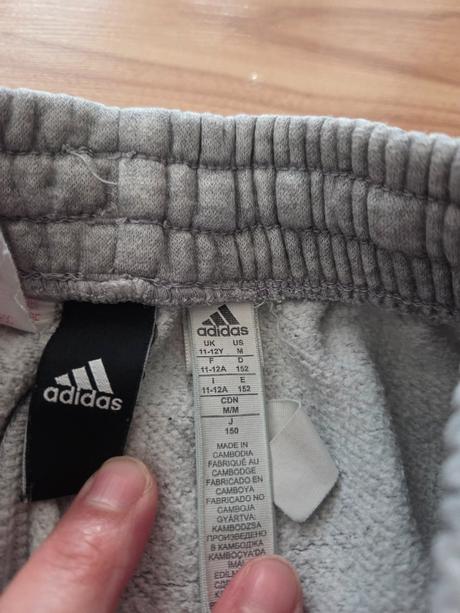 adidas
adidas
UK US
11-12Y M
F D
11-12A 152
I E
11-12A 152
CDN
M/M
J
150
MADE IN
CAMBODIA
FABRIQUÉ AU
CAMBODGE
FABRICADO EN
CAMBOYA
FABRICADO NO
CAMBOJA
GYÁRTVA:
KAMBODZSA
ПРОИЗВЕДЕНО
В КАМБОДЖА
KAMBOÇYA'DA